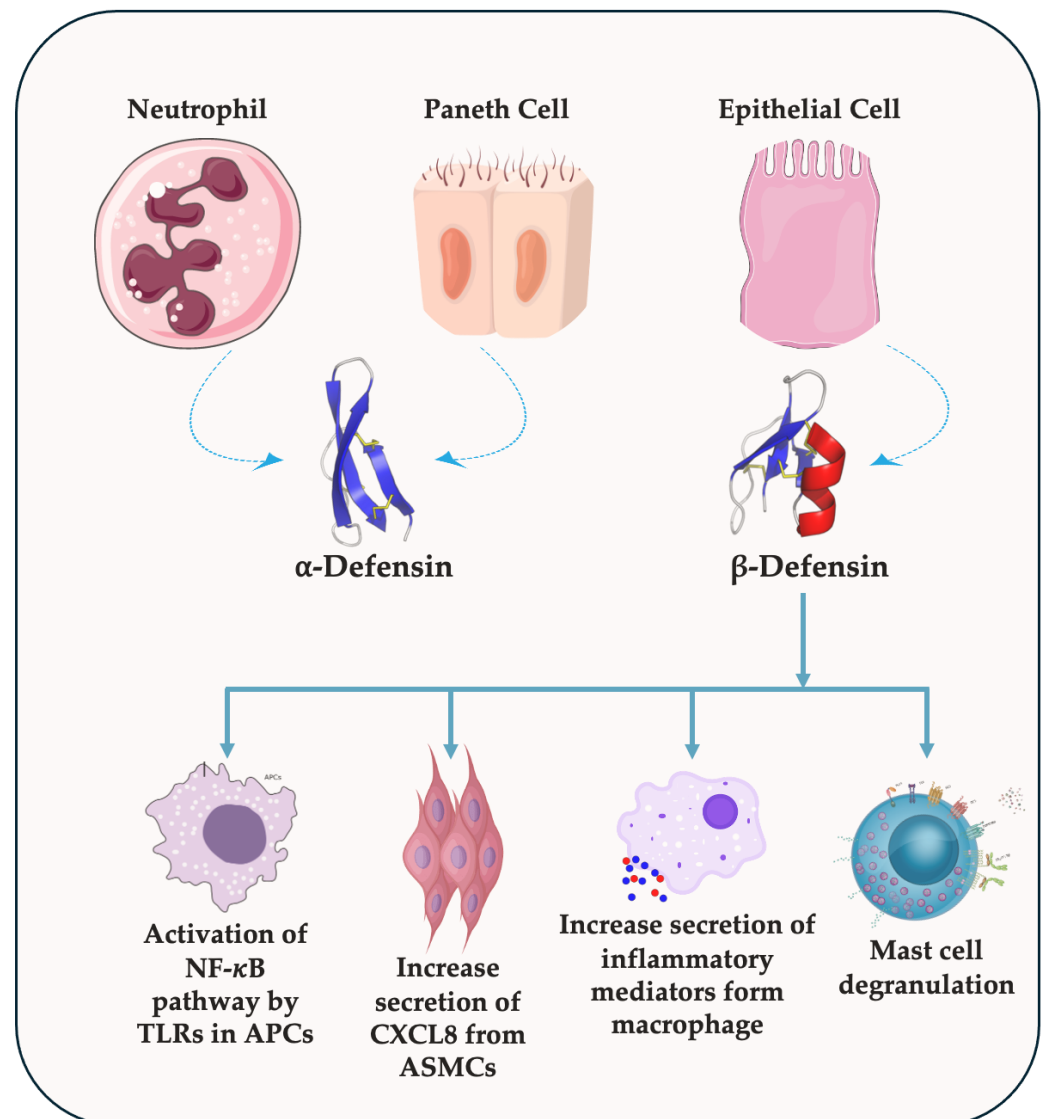 Neutrophil
Paneth Cell
Epithelial Cell
α-Defensin
β-Defensin
APCs
Activation of
NF-κB
pathway by
TLRs in APCs
Increase
secretion of
CXCL8 from
ASMCs
Increase secretion of
inflammatory
mediators form
macrophage
Mast cell
degranulation